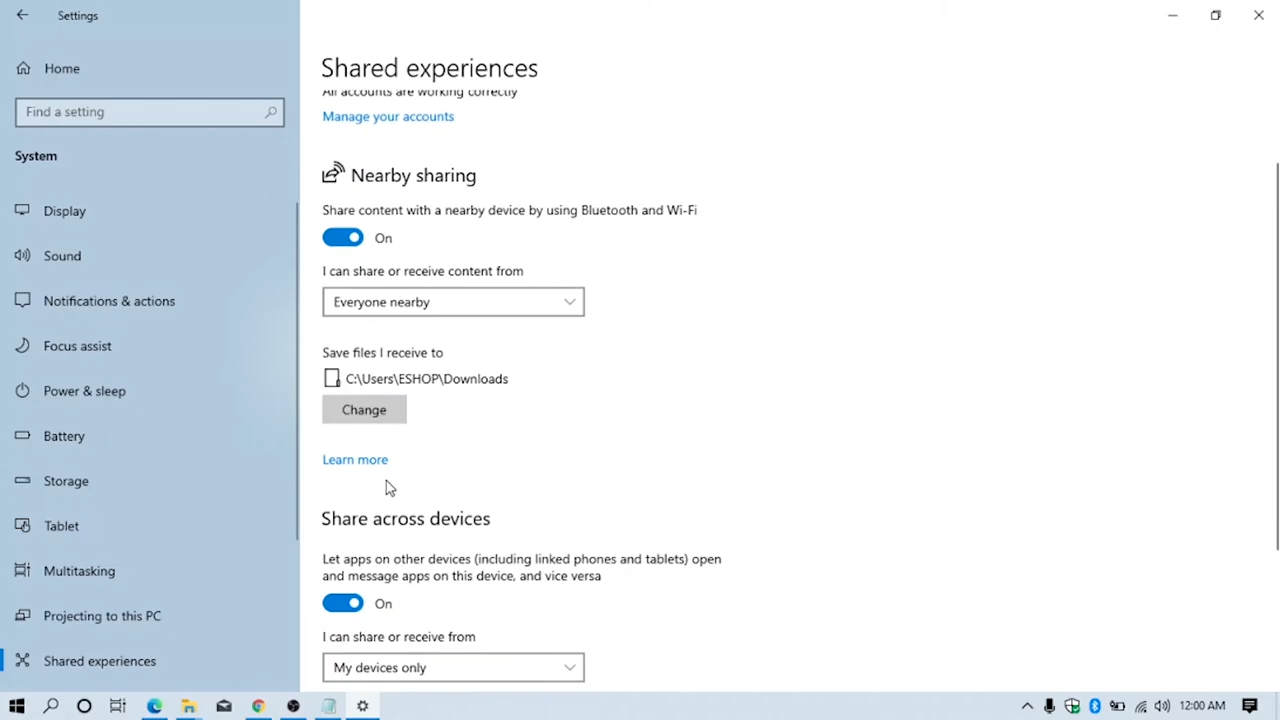 Settings
Home
Find a setting
System
Display
Sound
Notifications & actions
Focus assist
Power & sleep
Battery
Storage
Tablet
Multitasking
Projecting to this PC
Shared experiences
Shared experiences
All accounts are working correctly
Manage your accounts
Nearby sharing
Share content with a nearby device by using Bluetooth and Wi-Fi
On
I can share or receive content from
Everyone nearby
Save files I receive to
C:\Users\ESHOP\Downloads
Change
Learn more
Share across devices
Let apps on other devices (including linked phones and tablets) open
and message apps on this device, and vice versa
On
I can share or receive from
My devices only
12:00 AM